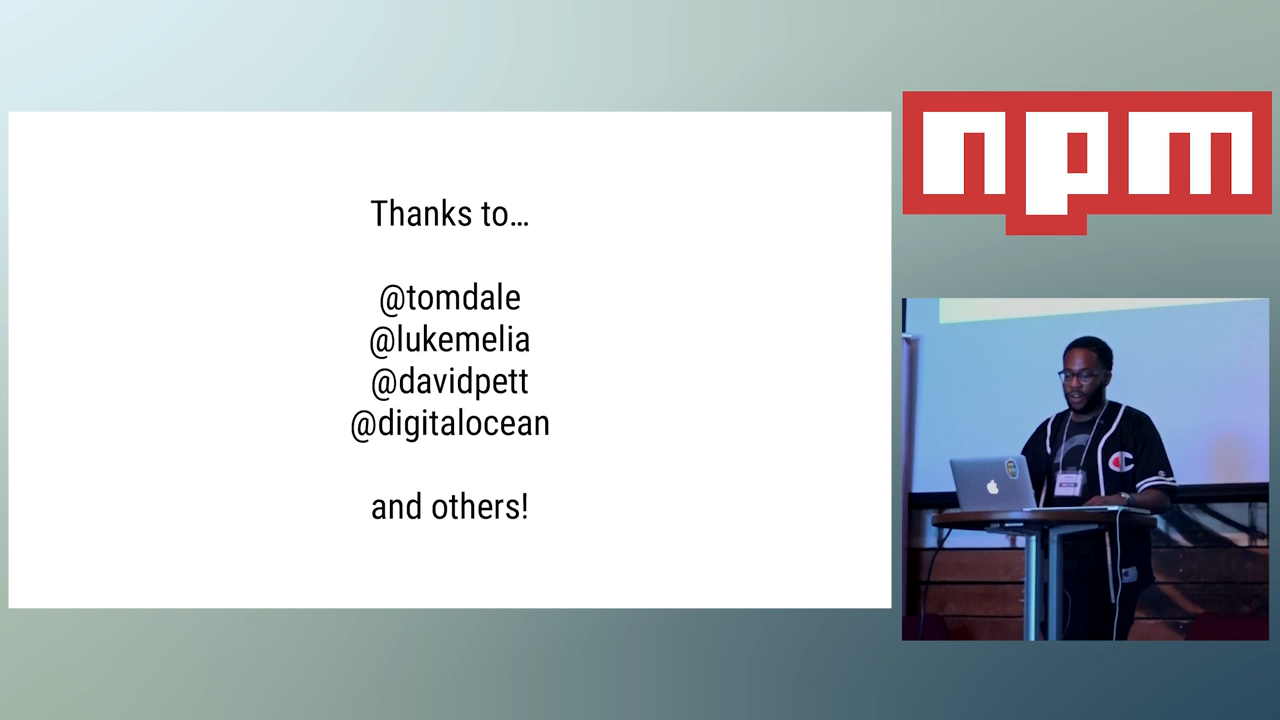 Thanks to…
@tomdale
@lukemelia
@davidpett
@digitalocean
and others!
npm